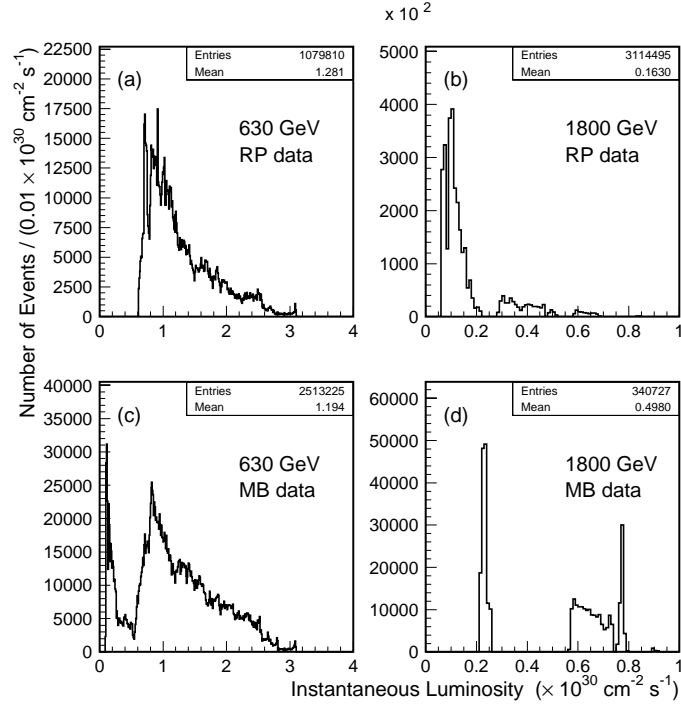 × 10 2
Number of Events / (0.01 × 10 30 cm -2 s -1)
22500
20000
17500
15000
12500
10000
7500
5000
2500
0
0 1 2 3 4
Entries 1079810
Mean 1.281
(a)
630 GeV
RP data
5000
4000
3000
2000
1000
0
0 0.2 0.4 0.6 0.8 1
Entries 3114495
Mean 0.1630
(b)
1800 GeV
RP data
40000
35000
30000
25000
20000
15000
10000
5000
0
0 1 2 3 4
Entries 2513225
Mean 1.194
(c)
630 GeV
MB data
60000
50000
40000
30000
20000
10000
0
0 0.2 0.4 0.6 0.8 1
Entries 340727
Mean 0.4980
(d)
1800 GeV
MB data
Instantaneous Luminosity (× 10 30 cm -2 s -1)